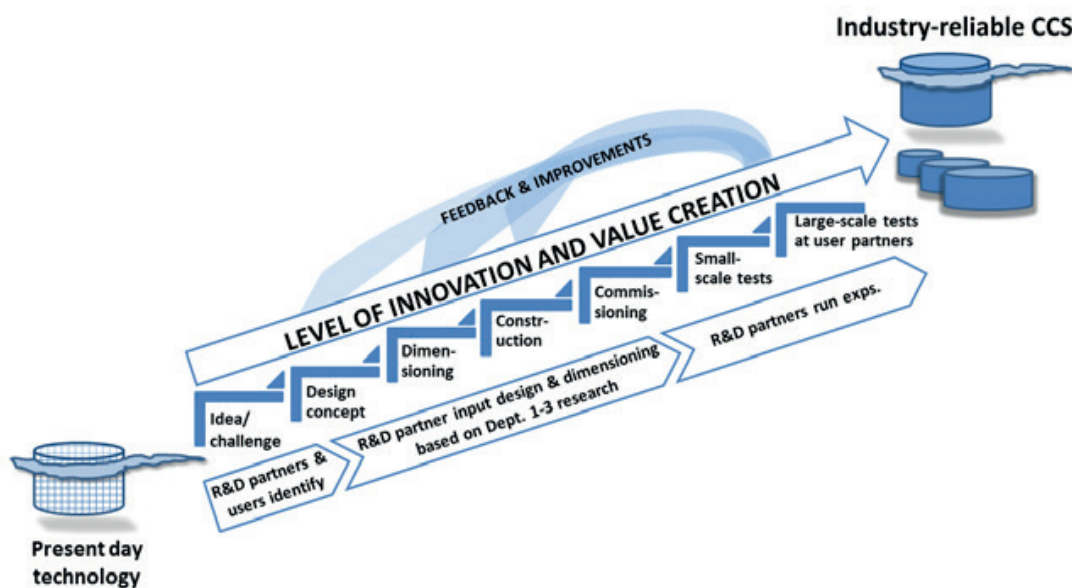 Industry-reliable CCS
FEEDBACK & IMPROVEMENTS
LEVEL OF INNOVATION AND VALUE CREATION
Large-scale tests
at user partners
Small-
scale tests
Commis-
sioning
Constr-
uction
Dimen-
sioning
Design
concept
Idea/
challenge
R&D partners &
users identify
R&D partner input design & dimensioning
based on Dept. 1-3 research
R&D partners run exps.
Present day
technology